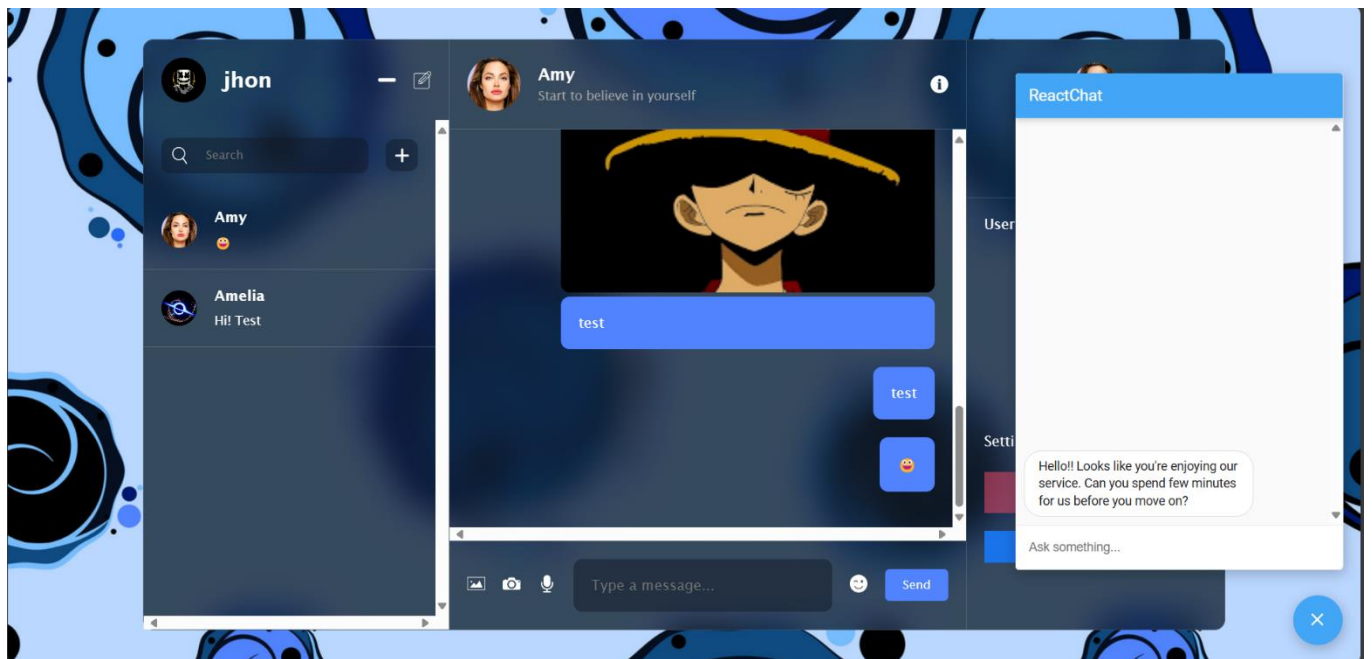 jhon
Search
Amy
Amelia
Hi! Test
Amy
Start to believe in yourself
test
test
Type a message...
Send
User
Setti
ReactChat
Hello!! Looks like you're enjoying our
service. Can you spend few minutes
for us before you move on?
Ask something...